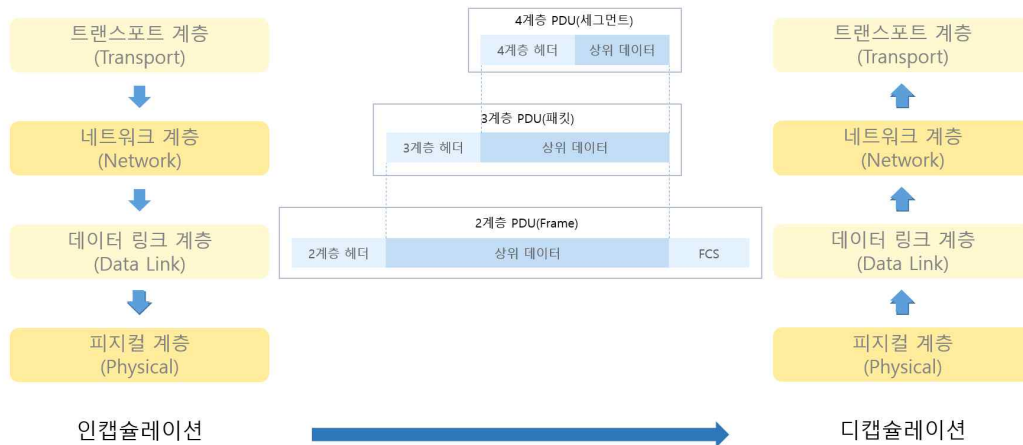 트랜스포트 계층
(Transport)
네트워크 계층
(Network)
데이터 링크 계층
(Data Link)
피지컬 계층
(Physical)
인캡슐레이션
4계층 PDU(세그먼트)
4계층 헤더
상위 데이터
3계층 PDU(패킷)
3계층 헤더
상위 데이터
2계층 PDU(Frame)
2계층 헤더
상위 데이터
FCS
트랜스포트 계층
(Transport)
네트워크 계층
(Network)
데이터 링크 계층
(Data Link)
피지컬 계층
(Physical)
디캡슐레이션